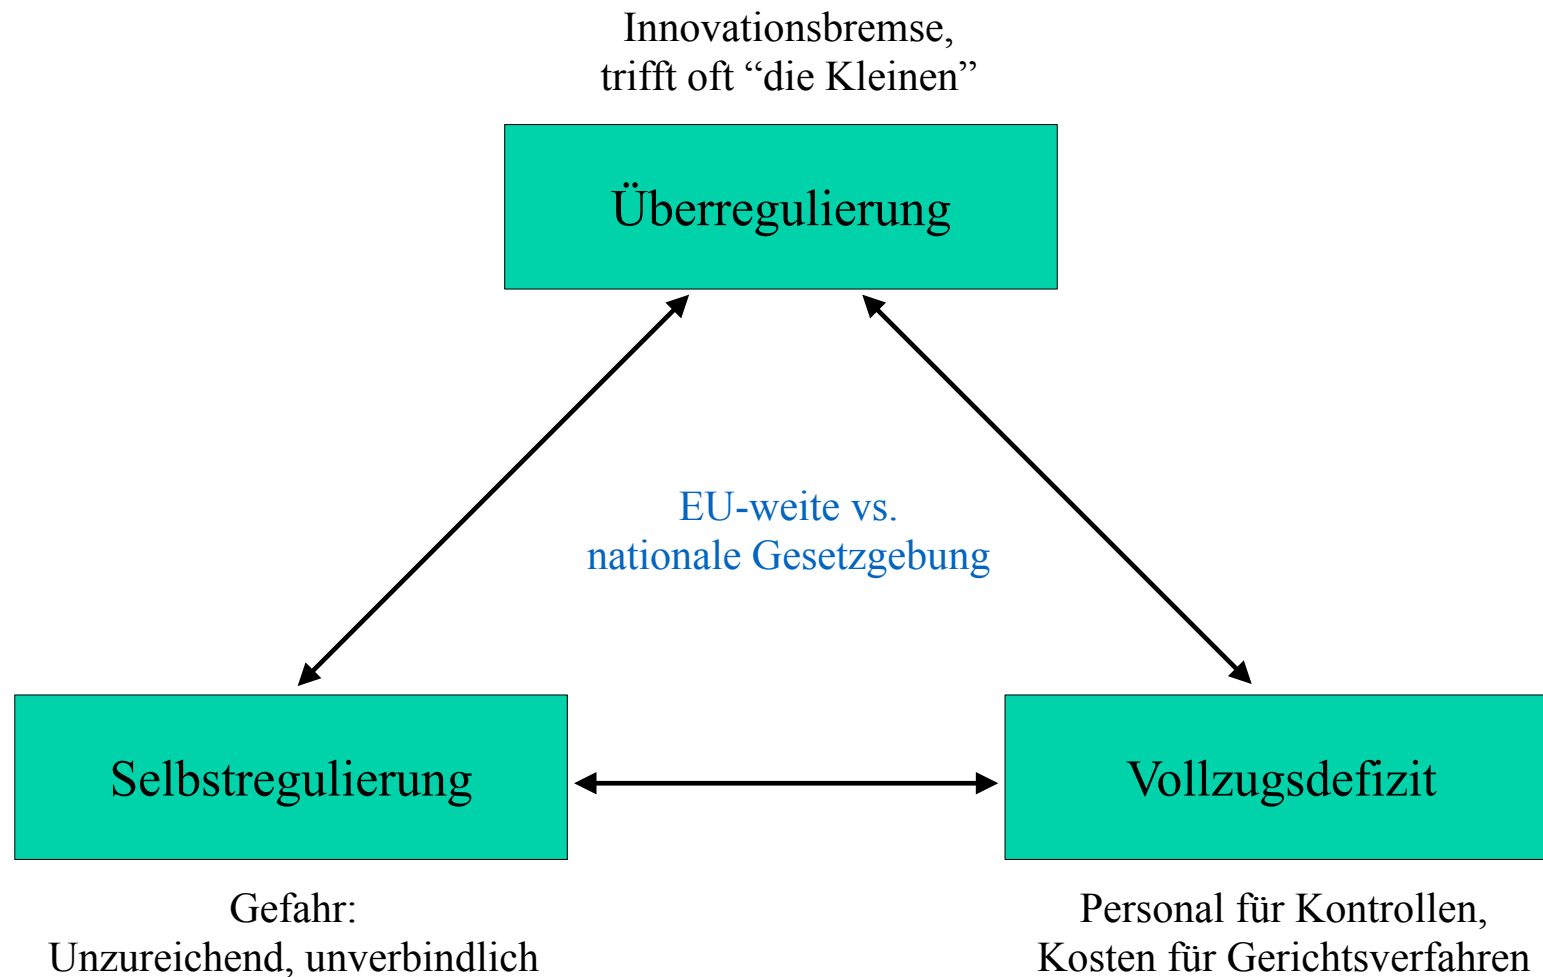 Innovationsbremse,
trifft oft “die Kleinen”
Überregulierung
EU-weite vs.
nationale Gesetzgebung
Selbstregulierung
Vollzugsdefizit
Gefahr:
Unzureichend, unverbindlich
Personal für Kontrollen,
Kosten für Gerichtsverfahren